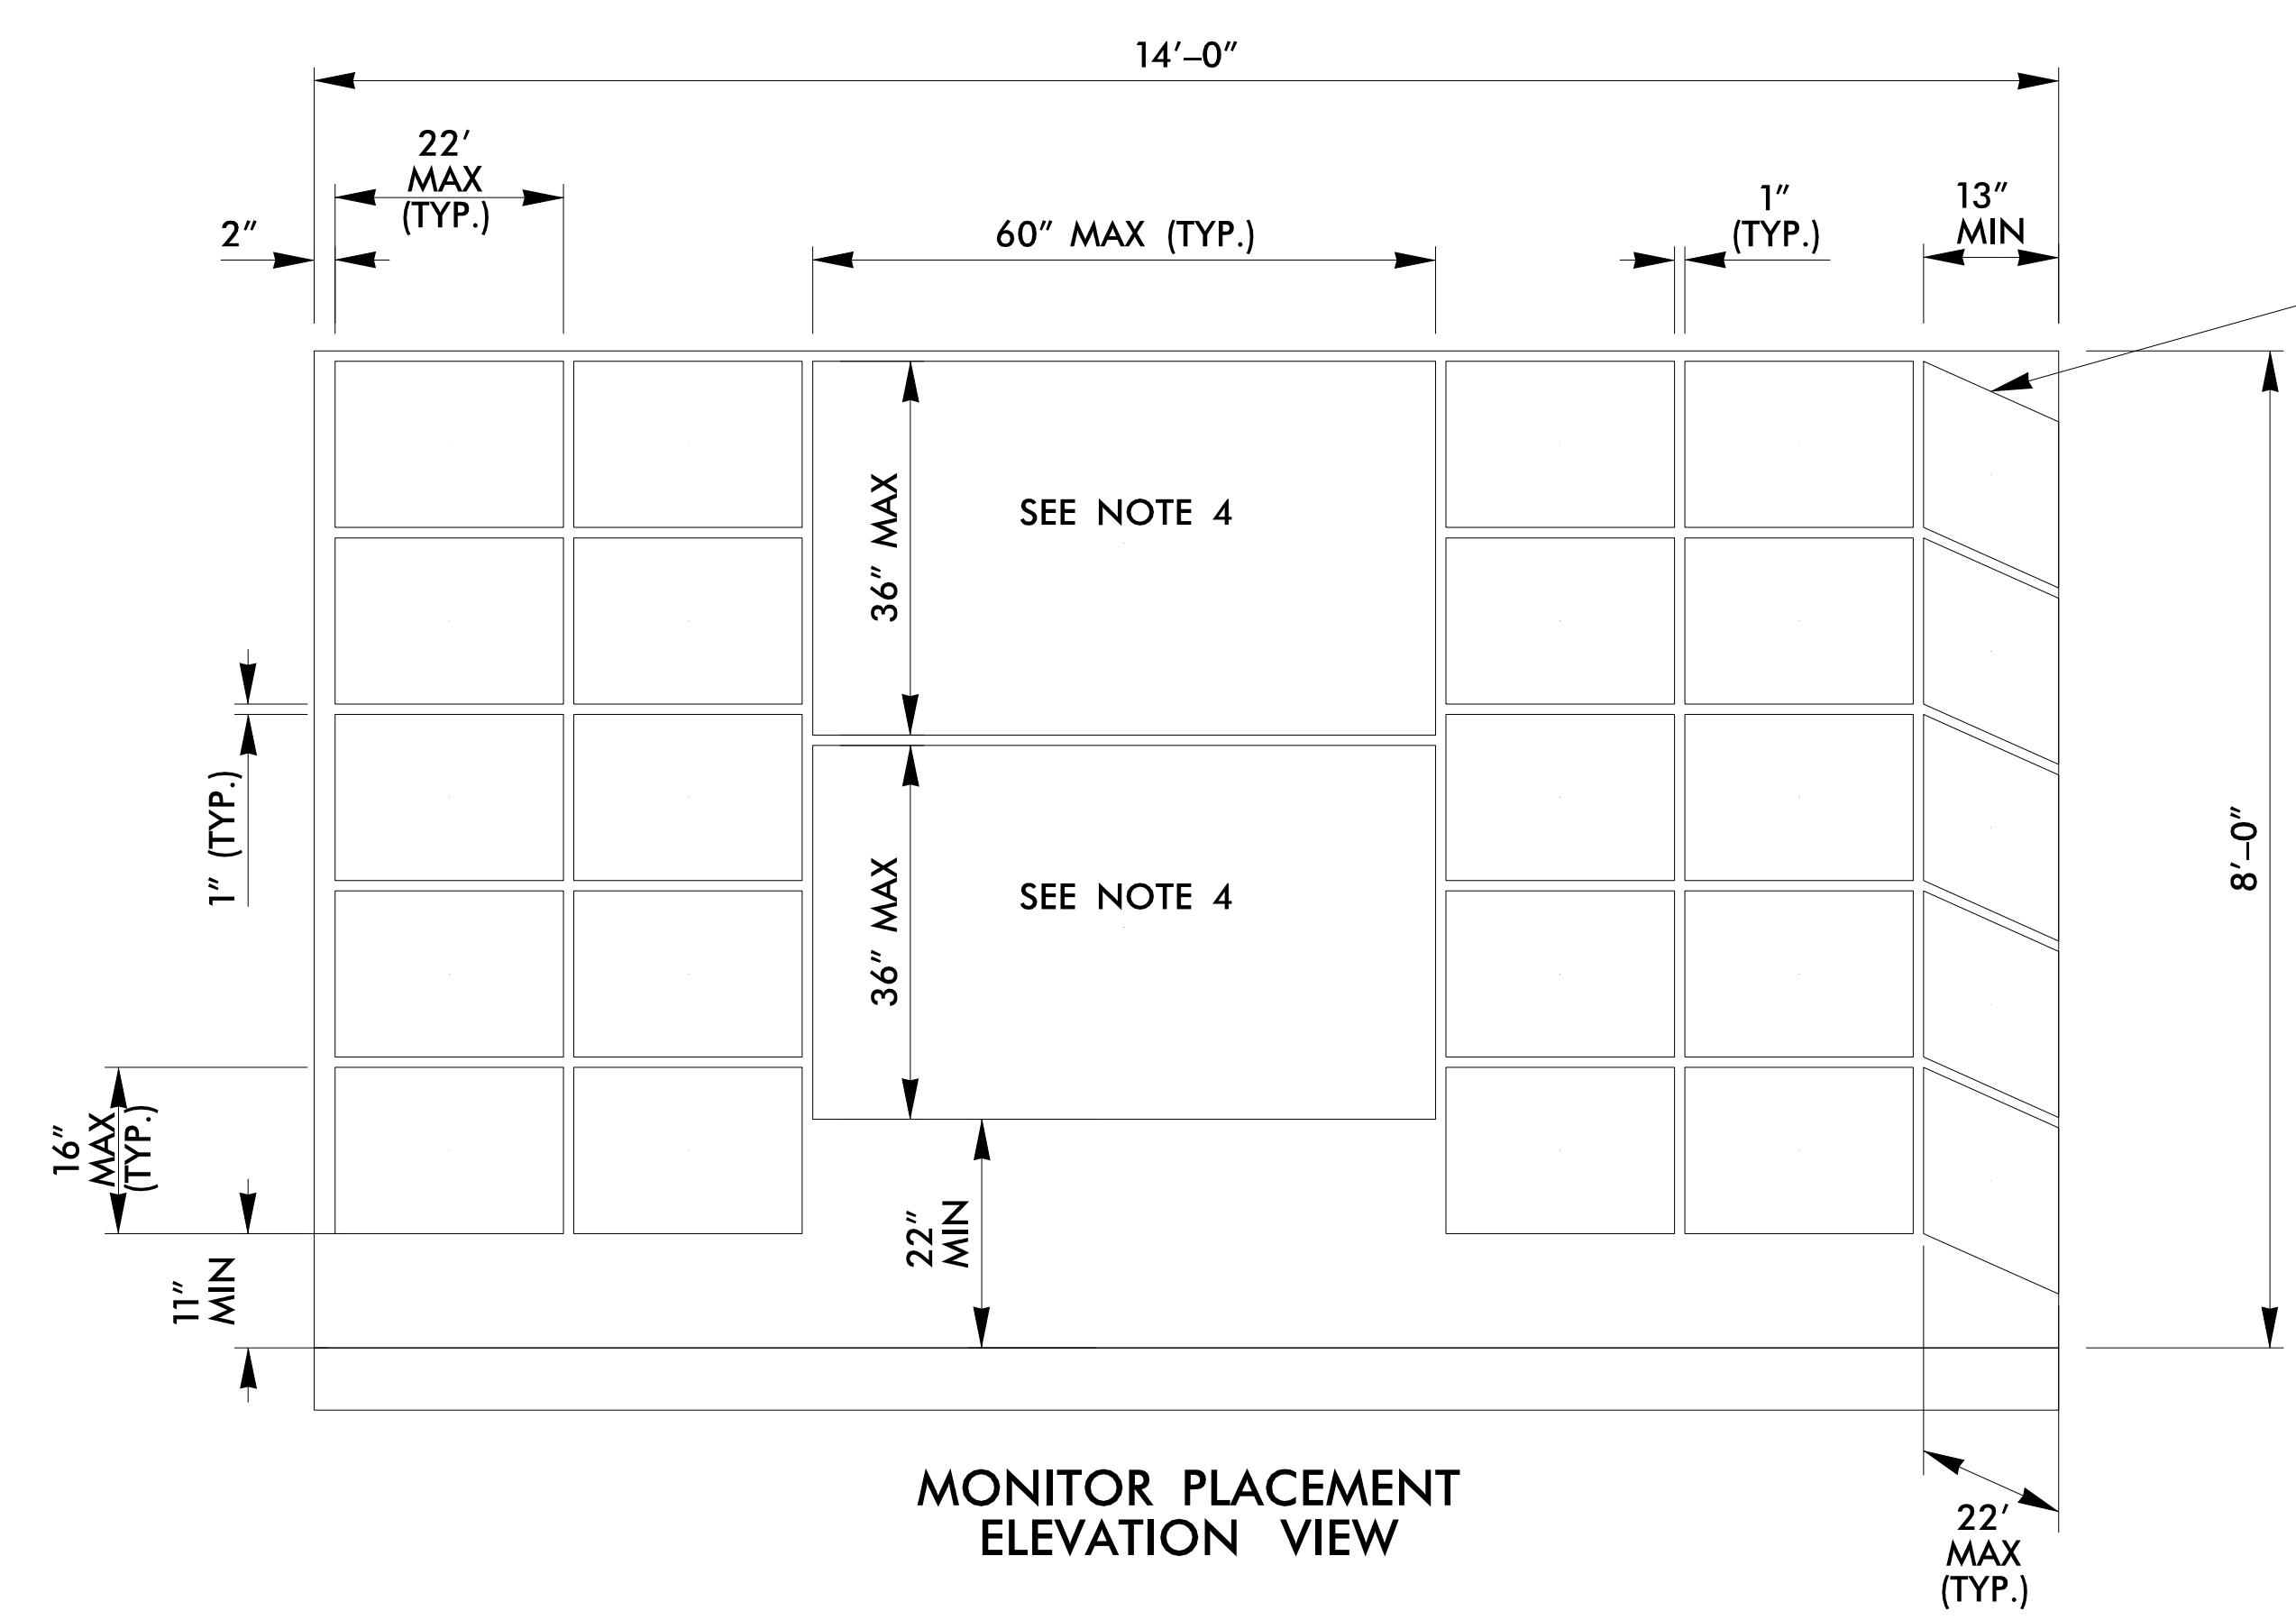 14'–0"
22'
MAX
(TYP.)
2"
60" MAX (TYP.)
1"
(TYP.)
13"
MIN
36" MAX
SEE NOTE 4
1" (TYP.)
8'–0"
36" MAX
SEE NOTE 4
16"
MAX
(TYP.)
22"
MIN
11"
MIN
MONITOR PLACEMENT
ELEVATION VIEW
22'
MAX
(TYP.)